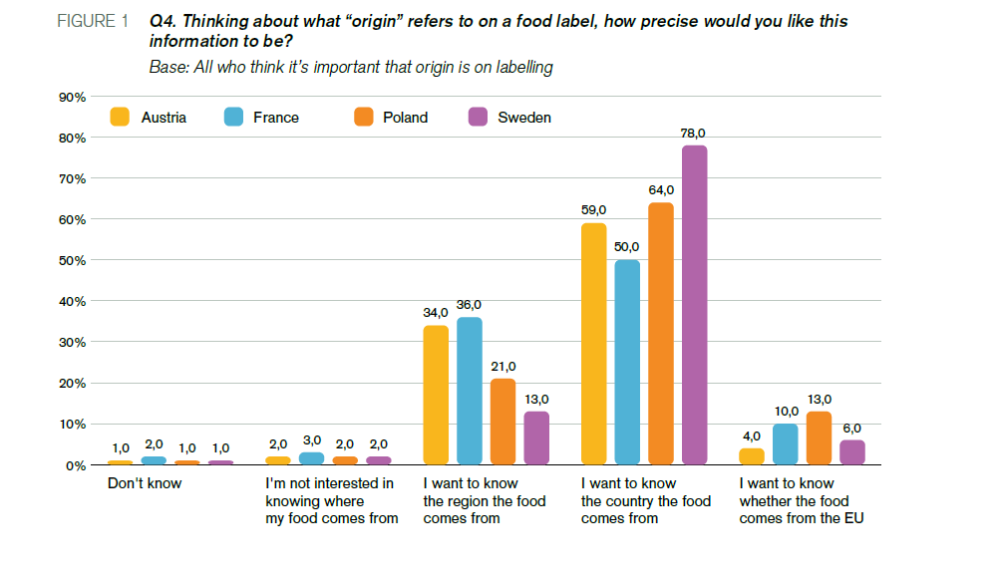 FIGURE 1 Q4. Thinking about what “origin” refers to on a food label, how precise would you like this
information to be?
Base: All who think it’s important that origin is on labelling
90%
Austria France Poland Sweden
80%
78,0
70%
64,0
60%
59,0
50%
50,0
40%
34,0 36,0
30%
21,0
20%
13,0
13,0
10%
10,0
4,0 6,0
1,0 2,0 1,0 1,0 2,0 3,0 2,0 2,0
0%
Don't know
I'm not interested in
knowing where
my food comes from
I want to know
the region the food
comes from
I want to know
the country the food
comes from
I want to know
whether the food
comes from the EU